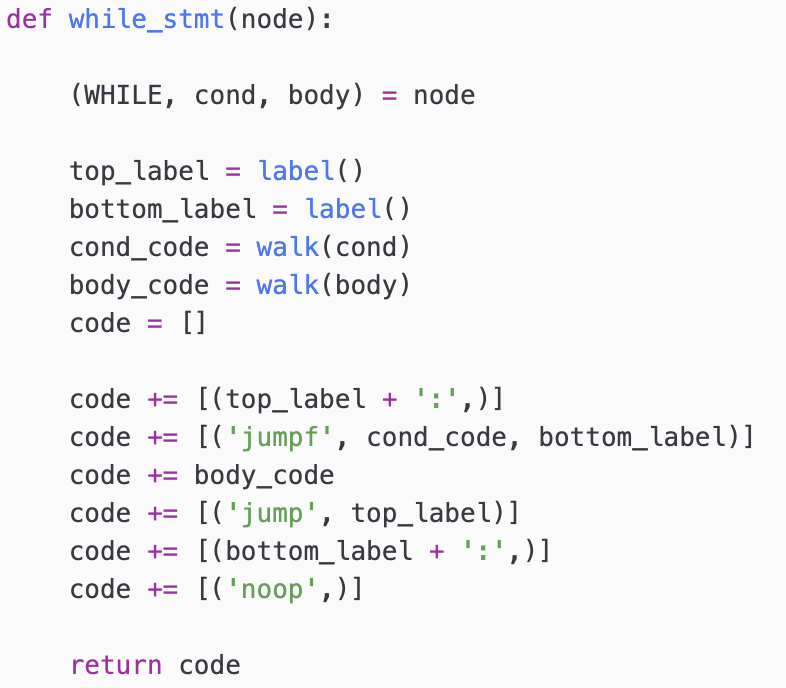 def while_stmt(node):
    (WHILE, cond, body) = node
    top_label = label()
    bottom_label = label()
    cond_code = walk(cond)
    body_code = walk(body)
    code = []
    code += [(top_label + ':',)]
    code += [('jumpf', cond_code, bottom_label)]
    code += body_code
    code += [('jump', top_label)]
    code += [(bottom_label + ':',)]
    code += [('noop',)]
    return code